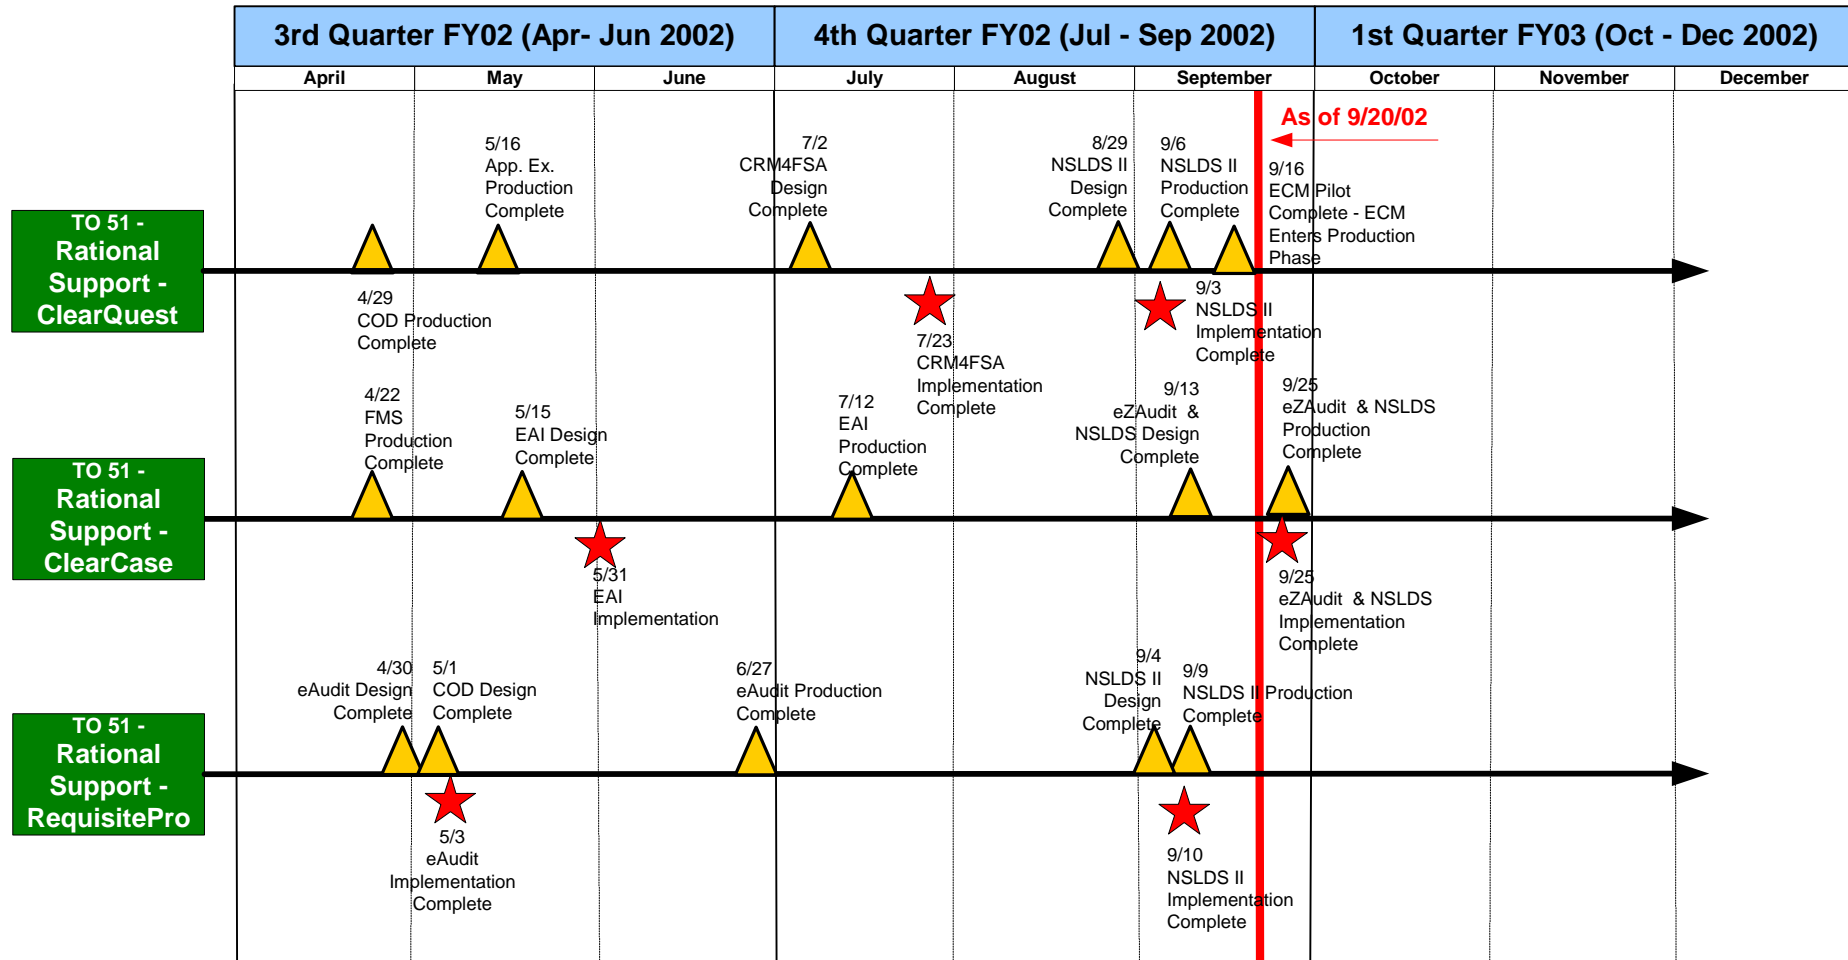 3rd Quarter FY02 (Apr- Jun 2002)
4th Quarter FY02 (Jul - Sep 2002)
1st Quarter FY03 (Oct - Dec 2002)
April
May
June
July
August
September
October
November
December
As of 9/20/02
TO 51 -
Rational
Support -
ClearQuest
4/29
COD Production
Complete
5/16
App. Ex.
Production
Complete
7/2
CRM4FSA
Design
Complete
7/23
CRM4FSA
Implementation
Complete
8/29
NSLDS II
Design
Complete
9/6
NSLDS II
Production
Complete
9/3
NSLDS II
Implementation
Complete
9/16
ECM Pilot
Complete - ECM
Enters Production
Phase
TO 51 -
Rational
Support -
ClearCase
4/22
FMS
Production
Complete
5/15
EAI Design
Complete
5/31
EAI
Implementation
7/12
EAI
Production
Complete
9/13
eZAudit &
NSLDS Design
Complete
9/25
eZAudit & NSLDS
Production
Complete
9/25
eZAudit & NSLDS
Implementation
Complete
TO 51 -
Rational
Support -
RequisitePro
4/30
eAudit Design
Complete
5/1
COD Design
Complete
5/3
eAudit
Implementation
Complete
6/27
eAudit Production
Complete
9/4
NSLDS II
Design
Complete
9/9
NSLDS II Production
Complete
9/10
NSLDS II
Implementation
Complete